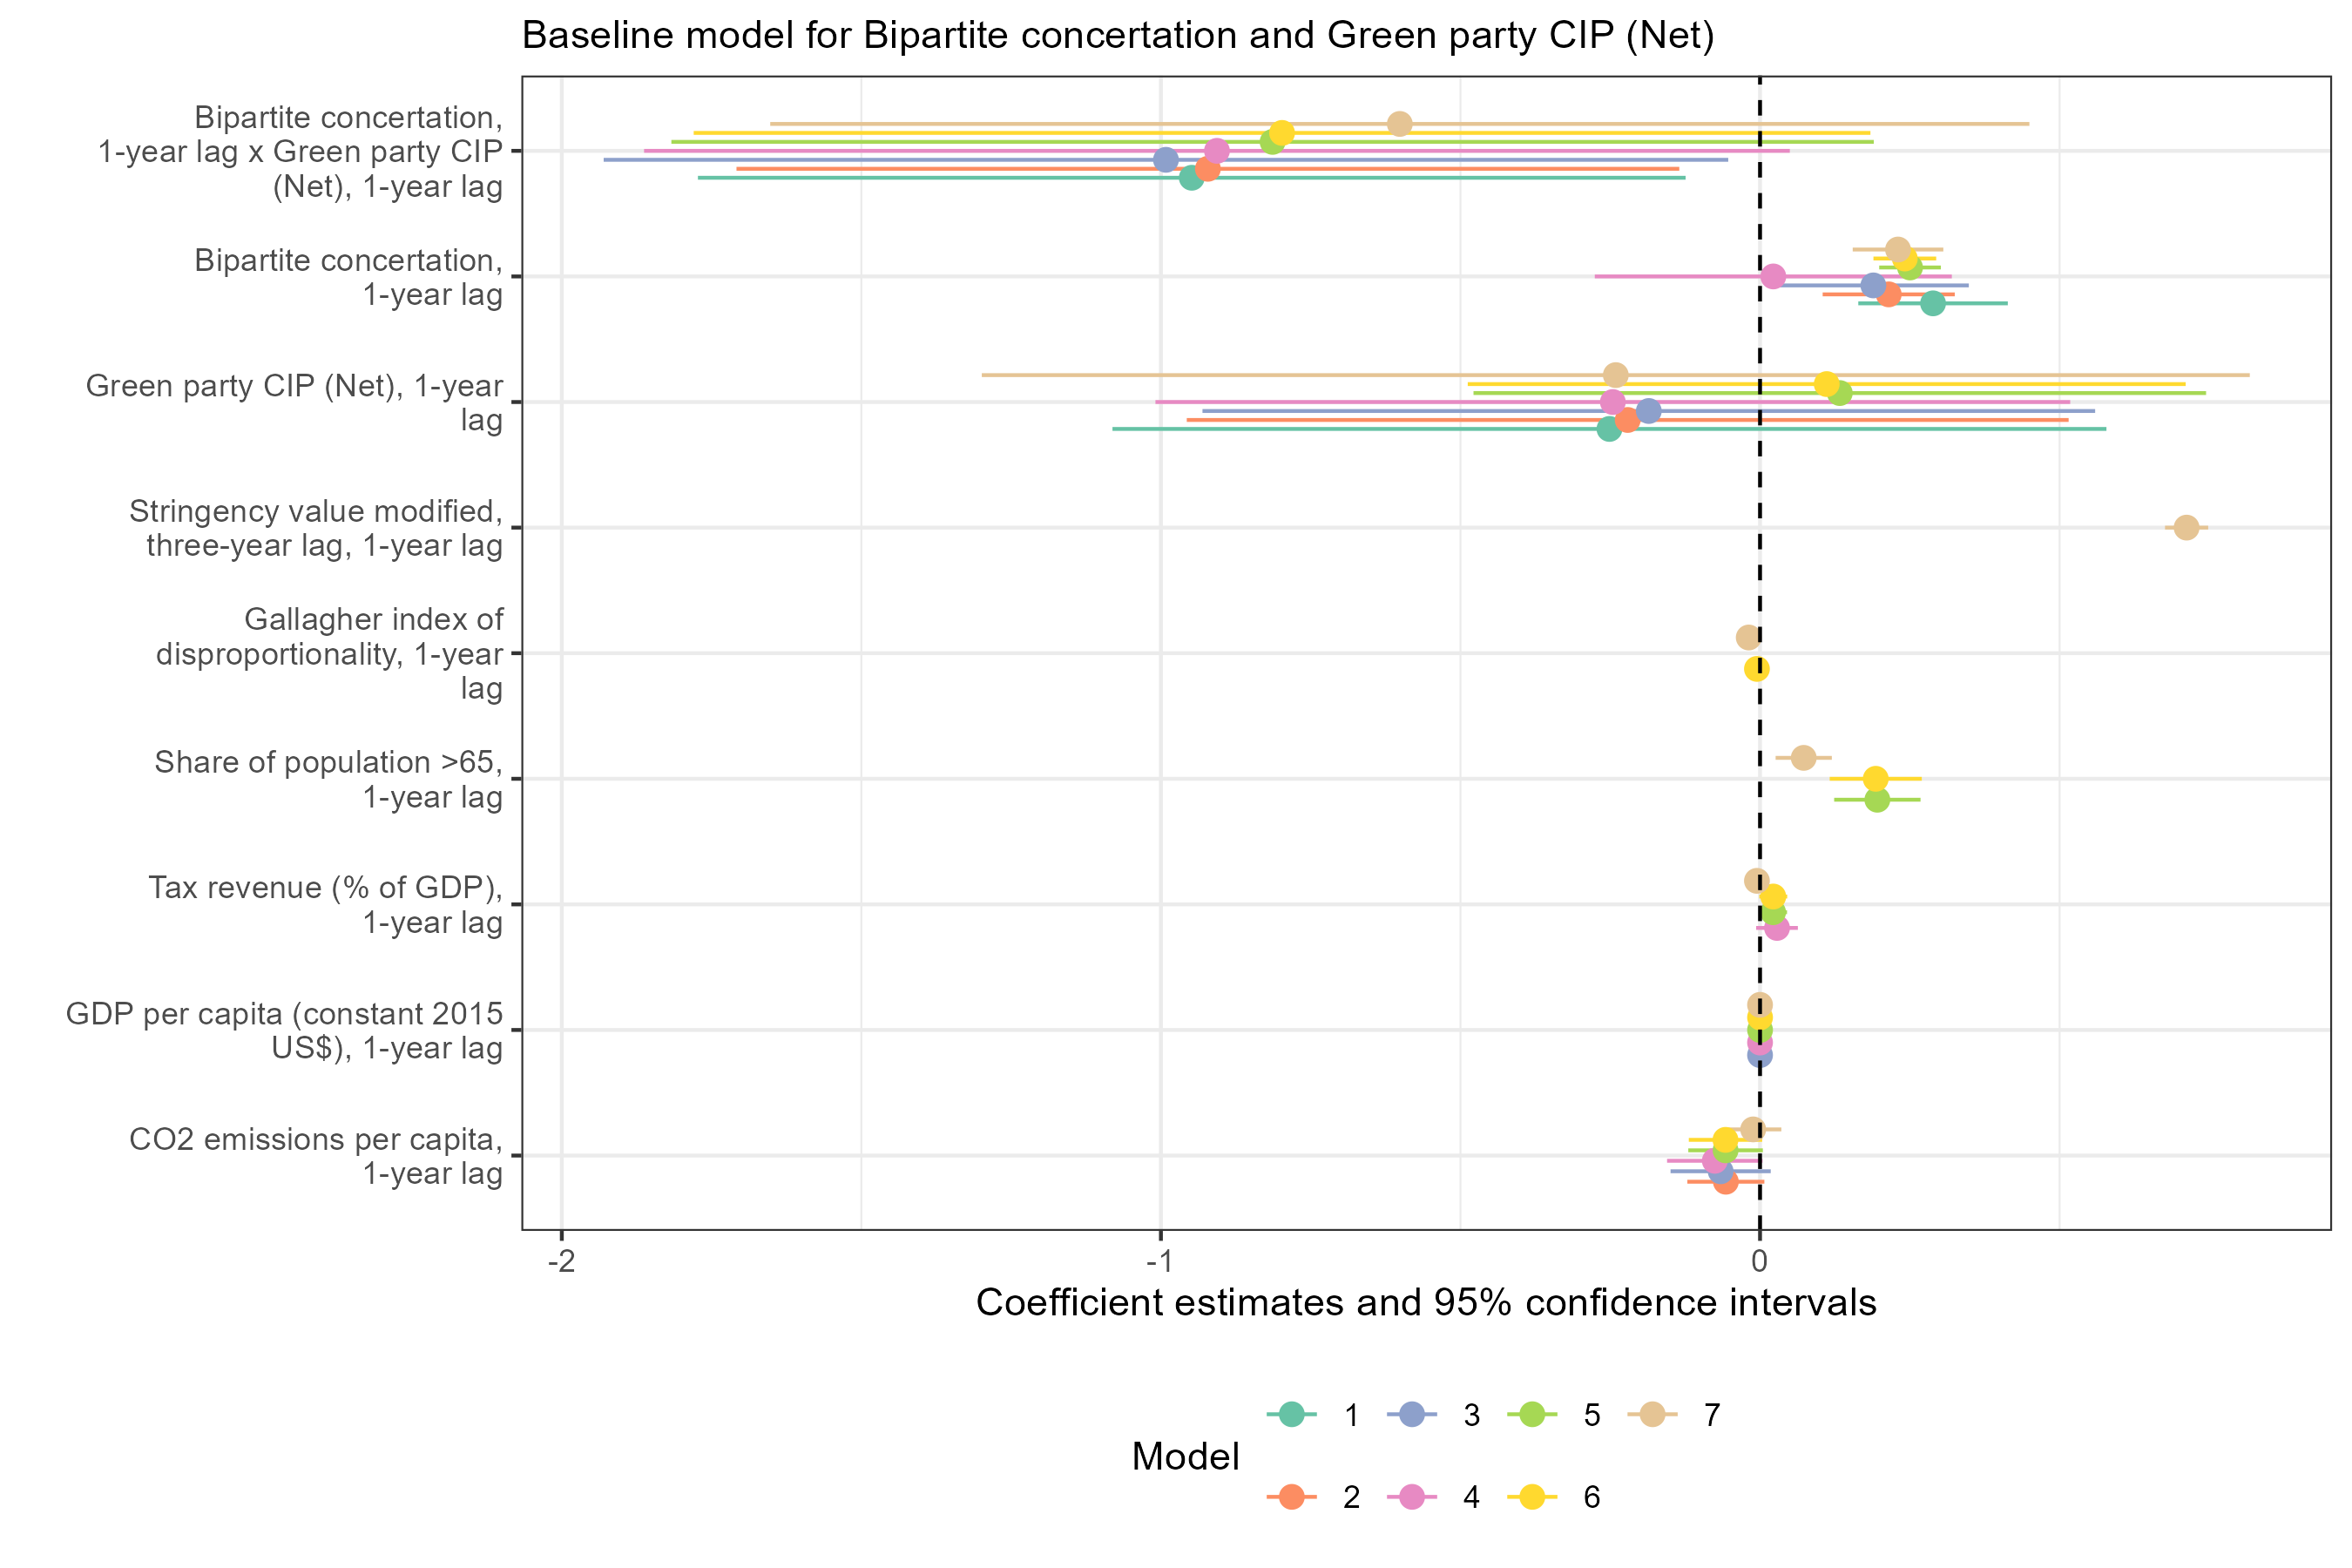 Baseline model for Bipartite concertation and Green party CIP (Net)
Bipartite concertation,
1-year lag x Green party CIP
(Net), 1-year lag
Bipartite concertation,
1-year lag
Green party CIP (Net), 1-year
lag
Stringency value modified,
three-year lag, 1-year lag
Gallagher index of
disproportionality, 1-year
lag
Share of population >65,
1-year lag
Tax revenue (% of GDP),
1-year lag
GDP per capita (constant 2015
US$), 1-year lag
CO2 emissions per capita,
1-year lag
-2 -1 0
Coefficient estimates and 95% confidence intervals
Model
1 3 5 7
2 4 6